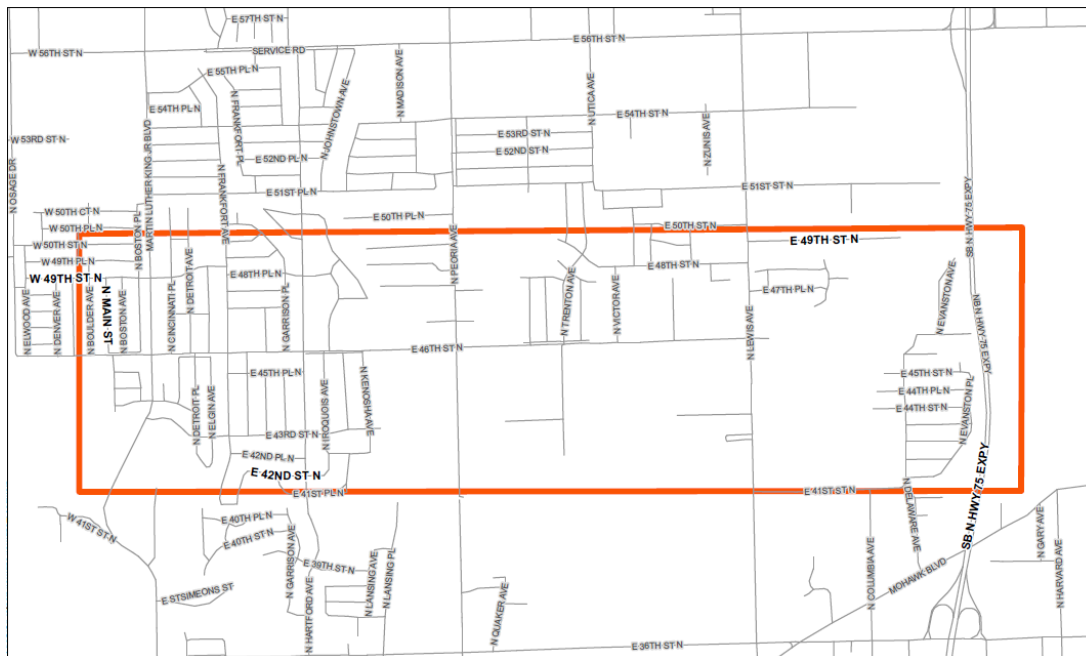 E 57TH ST N
E 56TH ST N
W 56TH ST N
SERVICE RD
E 55TH PL N
N MADISON AVE
N UTICA AVE
N JOHNSTOWN AVE
N FRANKFORT PL
E 54TH PL N
E 54TH ST N
N ZUNIS AVE
W 53RD ST N
E 53RD ST N
MARTIN LUTHER KING JR BLVD
E 52ND PL N
E 52ND ST N
N OSAGE DR
N FRANKFORT AVE
E 51ST PL N
E 51ST ST N
SB N HWY 75 EXPY
W 50TH CT N
N BOSTON PL
E 50TH PL N
W 50TH PL N
E 50TH ST N
W 50TH ST N
N PEORIA AVE
E 49TH ST N
W 49TH PL N
N DETROIT AVE
E 48TH PL N
E 48TH ST N
W 49TH ST N
N TRENTON AVE
N EVANSTON AVE
E 47TH PL N
N ELWOOD AVE
N DENVER AVE
N BOULDER AVE
N MAIN ST
N BOSTON AVE
N CINCINNATI PL
N GARRISON PL
N VICTOR AVE
N LEWIS AVE
NB N HWY 75 EXPY
E 46TH ST N
E 45TH PL N
N KENOSHA AVE
E 45TH ST N
N DETROIT PL
N ELGIN AVE
N IROQUOIS AVE
E 44TH PL N
N EVANSTON PL
E 44TH ST N
E 43RD ST N
E 42ND PL N
E 42ND ST N
E 41ST PL N
E 41ST ST N
SB N HWY 75 EXPY
N DELAWARE AVE
W 41ST ST N
E 40TH PL N
E 40TH ST N
N GARRISON AVE
E 39TH ST N
N LANSING AVE
N LANSING PL
N COLUMBIA AVE
MOHAWK BLVD
N GARY AVE
N HARVARD AVE
E STSIMEONS ST
N HARTFORD AVE
N QUAKER AVE
E 36TH ST N